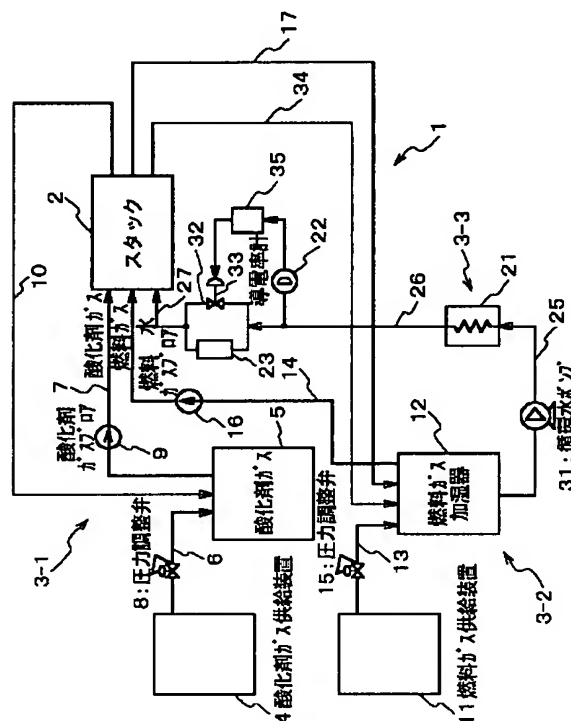 17
34
1
10
2
スタック
35
32
33
導電率計
22
3-3
27
酸化剤ガス
燃料ガス
水
7
酸化剤
ガスブロア
9
燃料
ガスブロア
16
23
14
26
21
25
5
酸化剤ガス
12
燃料ガス
加湿器
31:循環水ポンプ
3-1
8:圧力調整弁
6
15:圧力調整弁
13
3-2
4 酸化剤ガス供給装置
11 燃料ガス供給装置